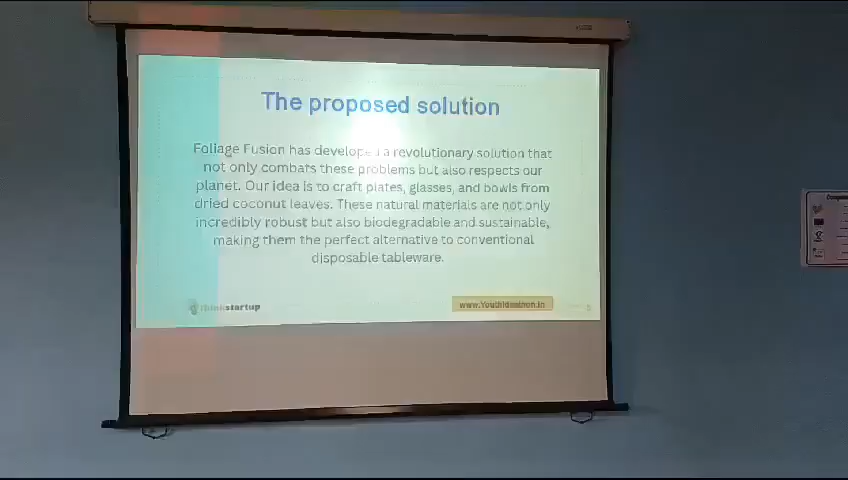 The proposed solution
Foliage Fusion has developed a revolutionary solution that
not only combats these problems but also respects our
planet. Our idea is to craft plates, glasses, and bowls from
dried coconut leaves. These natural materials are not only
incredibly robust but also biodegradable and sustainable,
making them the perfect alternative to conventional
disposable tableware.
thinkstartup
www.YouthIdeathon.in